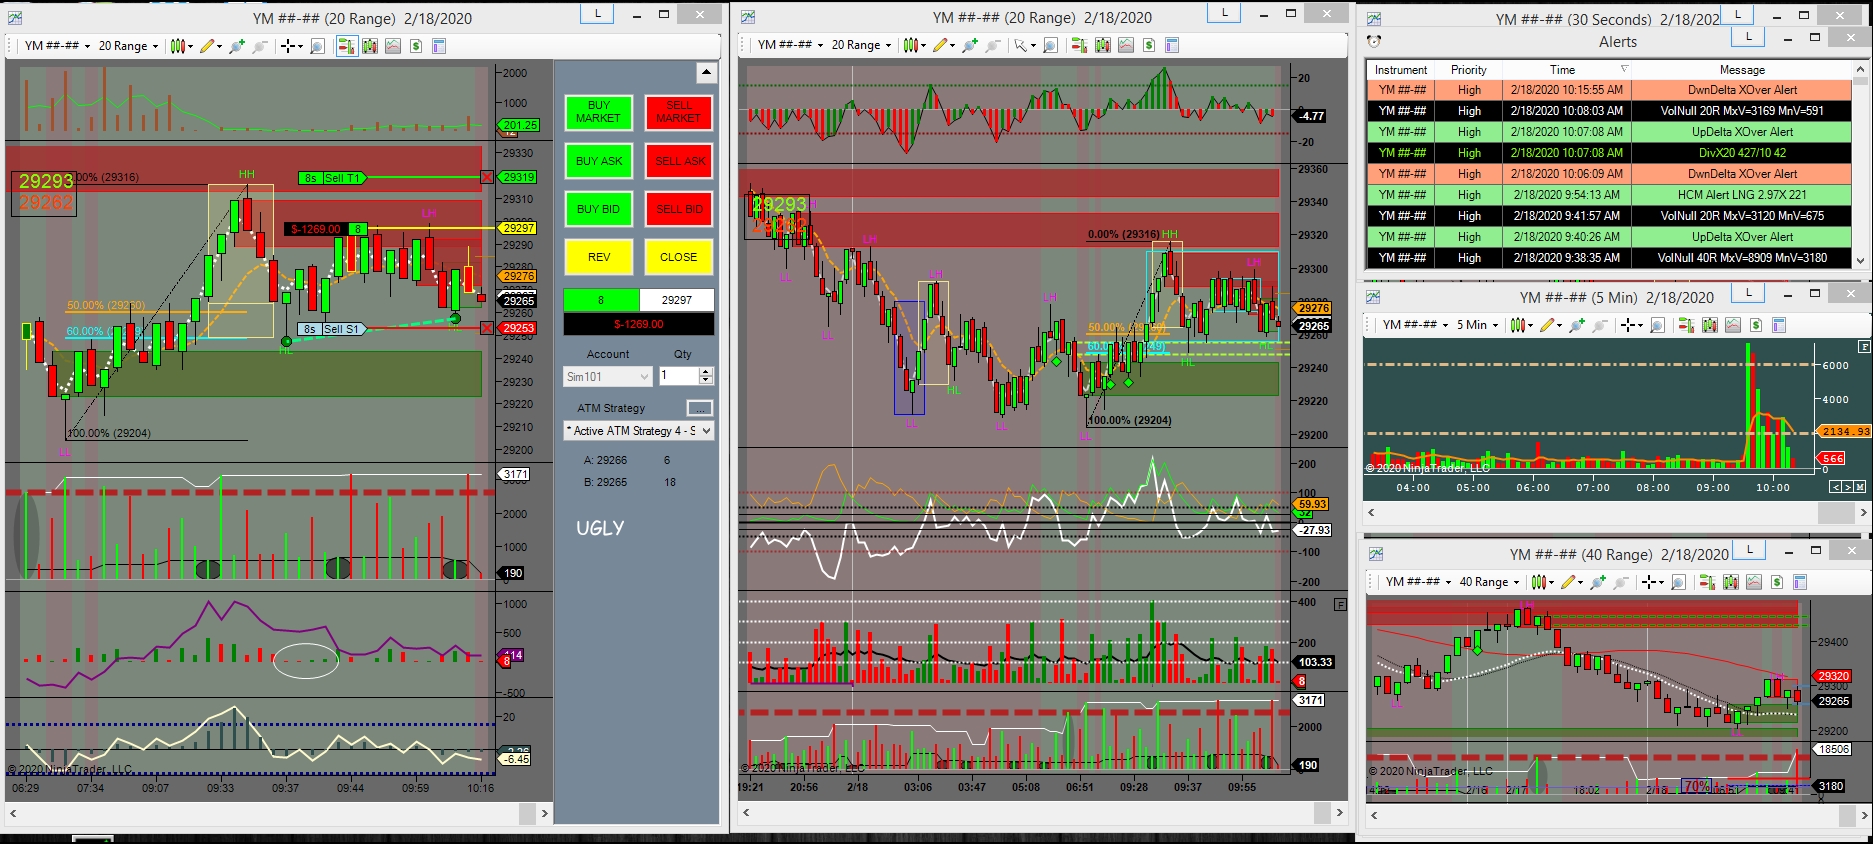 YM ##-## (20 Range)  2/18/2020
L
YM ##-##
20 Range
2000
1000
201.25
29330
29293
29262
00% (29316)
HH
8s Sell T1
29319
29310
LH
$-1269.00
8
29297
29290
29280
29276
29265
50.00% (29260)
60.00%
8s Sell S1
29253
HL
29240
29230
29220
29210
29200
100.00% (29204)
LL
3171
2000
1000
190
1000
500
114
8
-500
20
-6.45
© 2020 NinjaTrader, LLC
06:29
07:34
09:07
09:33
09:37
09:44
09:59
10:16
BUY MARKET
SELL MARKET
BUY ASK
SELL ASK
BUY BID
SELL BID
REV
CLOSE
8
29297
$-1269.00
Account
Qty
Sim101
1
ATM Strategy
...
* Active ATM Strategy 4 - S
A: 29266
6
B: 29265
18
UGLY
YM ##-## (20 Range)  2/18/2020
L
YM ##-##
20 Range
20
0
-4.77
-20
29360
29340
29320
29300
29276
29265
29240
29220
29200
29293
LH
LL
LL
LH
LL
LH
HL
LL
LH
LL
HH
HL
LH
HL
0.00% (29316)
50.00%
60.0
49)
100.00% (29204)
200
100
59.93
-27.93
-100
-200
400
F
200
103.33
8
3171
2000
190
© 2020 NinjaTrader, LLC
19:21
20:56
2/18
03:06
03:47
05:08
06:51
09:28
09:37
09:55
YM ##-## (30 Seconds)  2/18/202
L
Alerts
L
Instrument
Priority
Time
Message
YM ##-## High 2/18/2020 10:15:55 AM DwnDelta XOver Alert
YM ##-## High 2/18/2020 10:08:03 AM VolNull 20R MxV=3169 MnV=591
YM ##-## High 2/18/2020 10:07:08 AM UpDelta XOver Alert
YM ##-## High 2/18/2020 10:07:08 AM DivX20 427/10 42
YM ##-## High 2/18/2020 10:06:09 AM DwnDelta XOver Alert
YM ##-## High 2/18/2020 9:54:13 AM HCM Alert LNG 2.97X 221
YM ##-## High 2/18/2020 9:41:57 AM VolNull 20R MxV=3120 MnV=675
YM ##-## High 2/18/2020 9:40:26 AM UpDelta XOver Alert
YM ##-## High 2/18/2020 9:38:35 AM VolNull 40R MxV=8909 MnV=3180
YM ##-## (5 Min)  2/18/2020
L
YM ##-##
5 Min
F
6000
4000
2134.93
566
0
© 2020 NinjaTrader, LLC
04:00
05:00
06:00
07:00
08:00
09:00
10:00
< > M
YM ##-## (40 Range)  2/18/2020
L
YM ##-##
40 Range
LH
LL
LL
29400
29320
29300
29265
29200
18506
3180
© 2020 NinjaTrader, LLC
70%
2/16
2/17
18:02
2/18